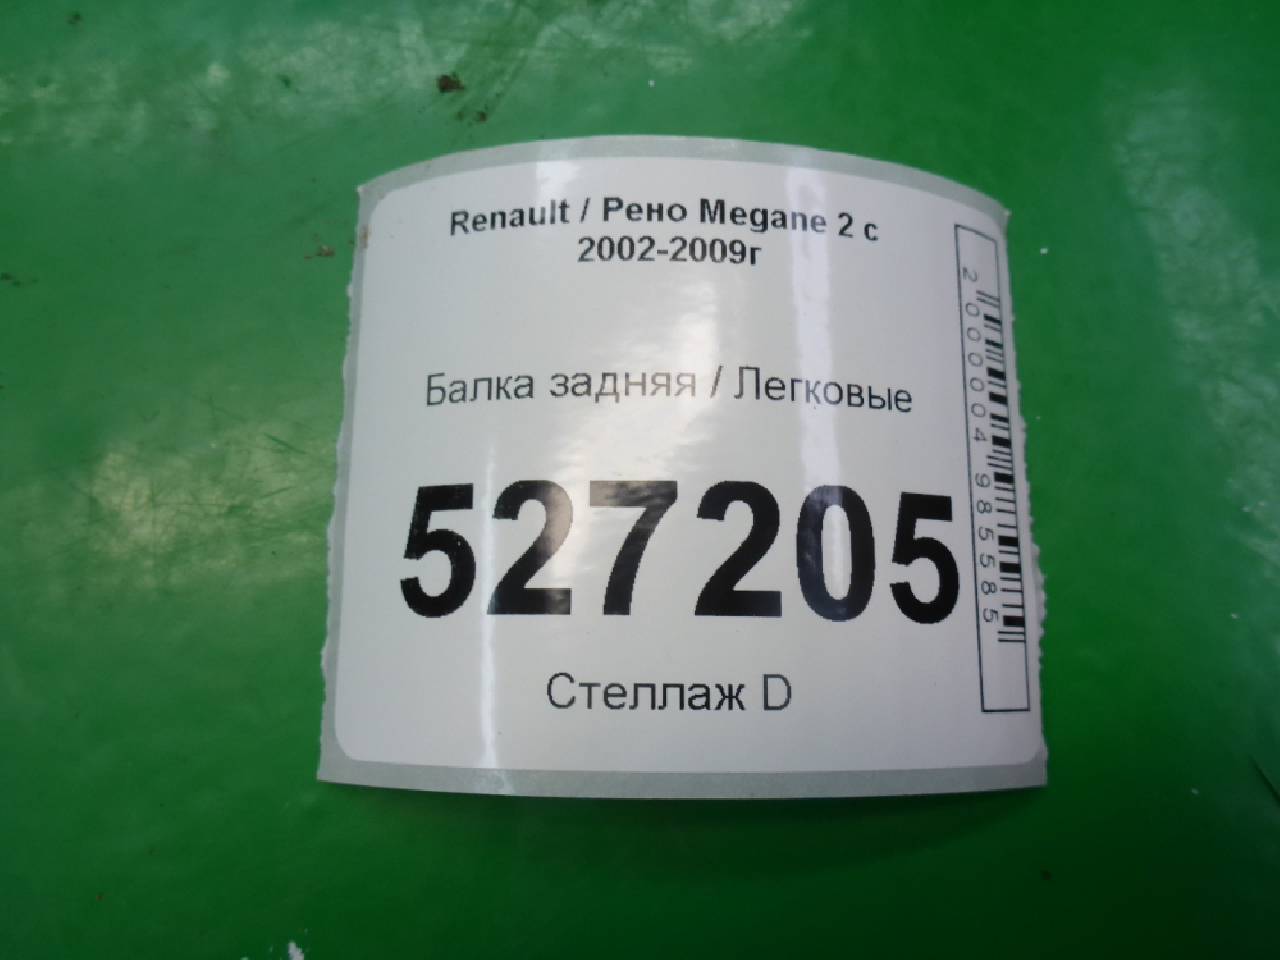 Renault / Рено Megane 2 с
2002-2009г
Балка задняя / Легковые
527205
Стеллаж D
2000004985585